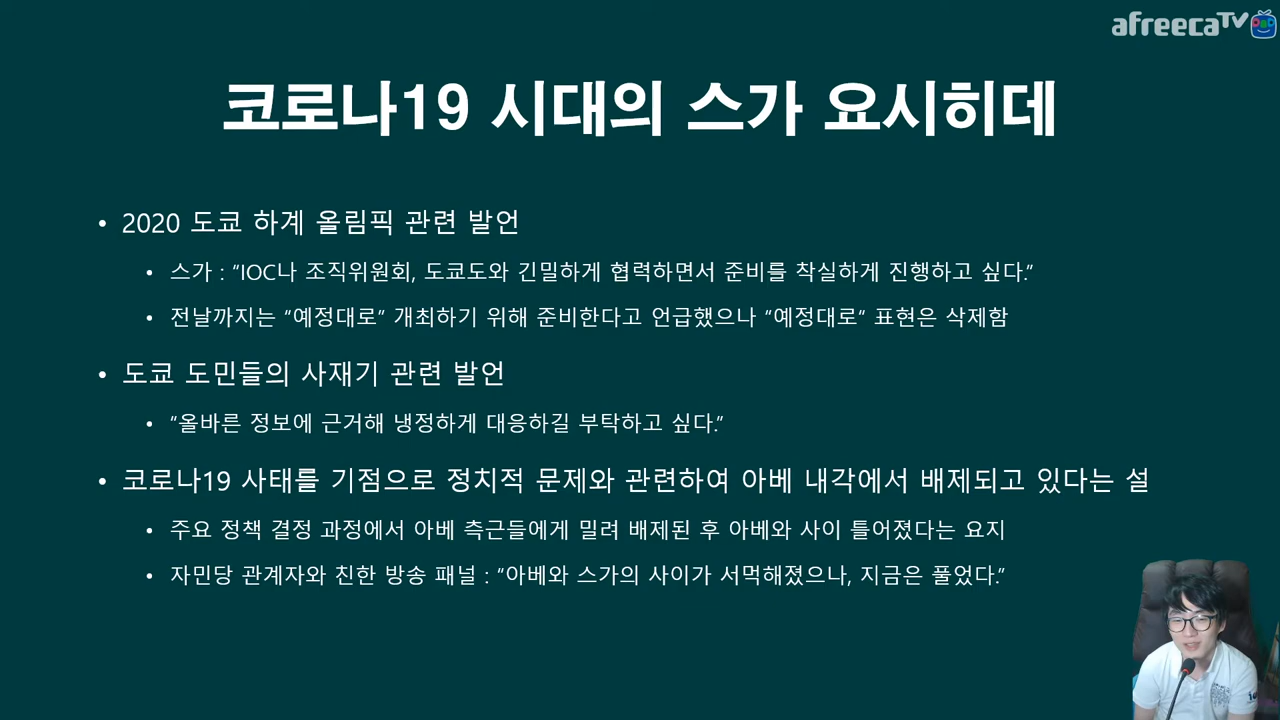 afreecaTV
코로나19 시대의 스가 요시히데
• 2020 도쿄 하계 올림픽 관련 발언
• 스가 : “IOC나 조직위원회, 도쿄도와 긴밀하게 협력하면서 준비를 착실하게 진행하고 싶다.”
• 전날까지는 “예정대로” 개최하기 위해 준비한다고 언급했으나 “예정대로“ 표현은 삭제함
• 도쿄 도민들의 사재기 관련 발언
• “올바른 정보에 근거해 냉정하게 대응하길 부탁하고 싶다.”
• 코로나19 사태를 기점으로 정치적 문제와 관련하여 아베 내각에서 배제되고 있다는 설
• 주요 정책 결정 과정에서 아베 측근들에게 밀려 배제된 후 아베와 사이 틀어졌다는 요지
• 자민당 관계자와 친한 방송 패널 : “아베와 스가의 사이가 서먹해졌으나, 지금은 풀었다.”